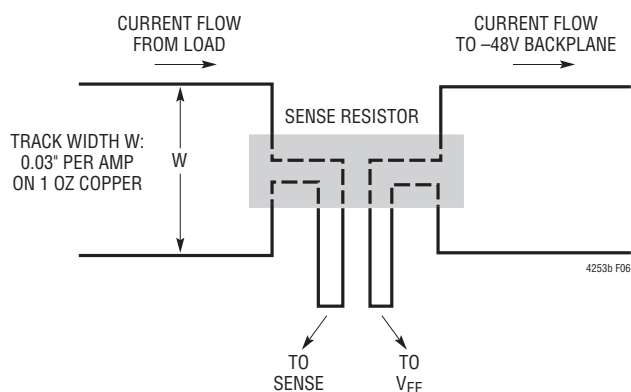 CURRENT FLOW
FROM LOAD
CURRENT FLOW
TO –48V BACKPLANE
SENSE RESISTOR
TRACK WIDTH W:
0.03" PER AMP
ON 1 OZ COPPER
W
4253b F06
TO
SENSE
TO
VEE